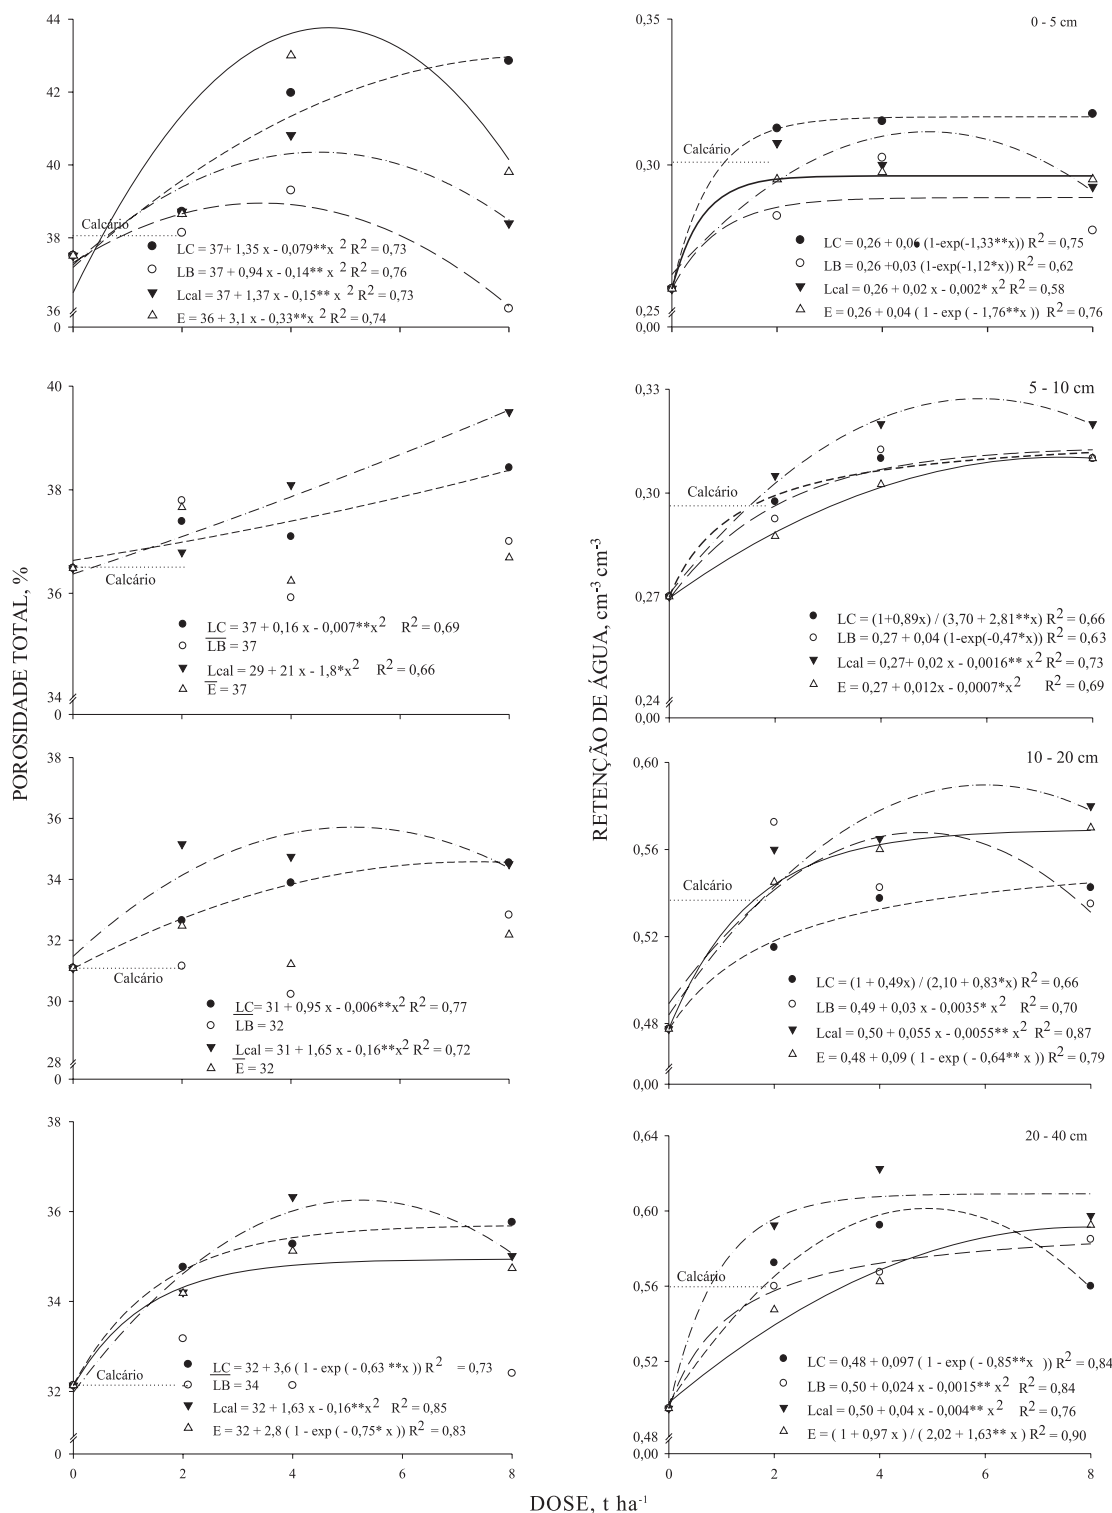 POROSIDADE TOTAL, %
44
42
40
38
36
0
Calcário
LC = 37+ 1,35 x - 0,079**x 2 R2 = 0,73
LB = 37 + 0,94 x - 0,14** x 2 R2 = 0,76
Lcal = 37 + 1,37 x - 0,15** x 2 R2 = 0,73
E = 36 + 3,1 x - 0,33**x 2 R2 = 0,74
40
38
36
34
0
Calcário
LC = 37 + 0,16 x - 0,007**x2 R2 = 0,69
LB = 37
Lcal = 29 + 21 x - 1,8*x2 R2 = 0,66
E = 37
38
35
34
32
30
28
0
Calcário
LC = 31 + 0,95 x - 0,006**x2 R2 = 0,77
LB = 32
Lcal = 31 + 1,65 x - 0,16**x2 R2 = 0,72
E = 32
38
36
34
32
0
Calcário
LC = 32 + 3,6 ( 1 - exp ( - 0,63 **x )) R2 = 0,73
LB = 34
Lcal = 32 + 1,63 x - 0,16**x2 R2 = 0,85
E = 32 + 2,8 ( 1 - exp ( - 0,75* x )) R2 = 0,83
0 2 4 6 8
RETENÇÃO DE ÁGUA, cm-3 cm-3
0 - 5 cm
0,35
0,30
0,25
0,00
Calcário
LC = 0,26 + 0,06 (1-exp(-1,33**x)) R2 = 0,75
LB = 0,26 +0,03 (1-exp(-1,12*x)) R2 = 0,62
Lcal = 0,26 + 0,02 x - 0,002* x2 R2 = 0,58
E = 0,26 + 0,04 ( 1 - exp ( - 1,76**x )) R2 = 0,76
5 - 10 cm
0,33
0,30
0,27
0,24
0,00
Calcário
LC = (1+0,89x) / (3,70 + 2,81**x) R2 = 0,66
LB = 0,27 + 0,04 (1-exp(-0,47*x)) R2 = 0,63
Lcal = 0,27+ 0,02 x - 0,0016** x2 R2 = 0,73
E = 0,27 + 0,012x - 0,0007*x2 R2 = 0,69
10 - 20 cm
0,60
0,56
0,52
0,48
0,00
Calcário
LC = (1 + 0,49x) / (2,10 + 0,83*x) R2 = 0,66
LB = 0,49 + 0,03 x - 0,0035* x2 R2 = 0,70
Lcal = 0,50 + 0,055 x - 0,0055** x2 R2 = 0,87
E = 0,48 + 0,09 ( 1 - exp ( - 0,64** x )) R2 = 0,79
20 - 40 cm
0,64
0,60
0,56
0,52
0,48
0,00
Calcário
LC = 0,48 + 0,097 ( 1 - exp ( - 0,85**x )) R2 = 0,84
LB = 0,50 + 0,024 x - 0,0015** x2 R2 = 0,84
Lcal = 0,50 + 0,04 x - 0,004** x2 R2 = 0,76
E = ( 1 + 0,97 x ) / ( 2,02 + 1,63** x ) R2 = 0,90
0 2 4 6 8
DOSE, t ha-1